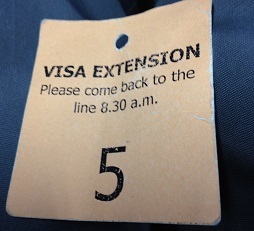 VISA EXTENSION
Please come back to the
line 8.30 a.m.
5